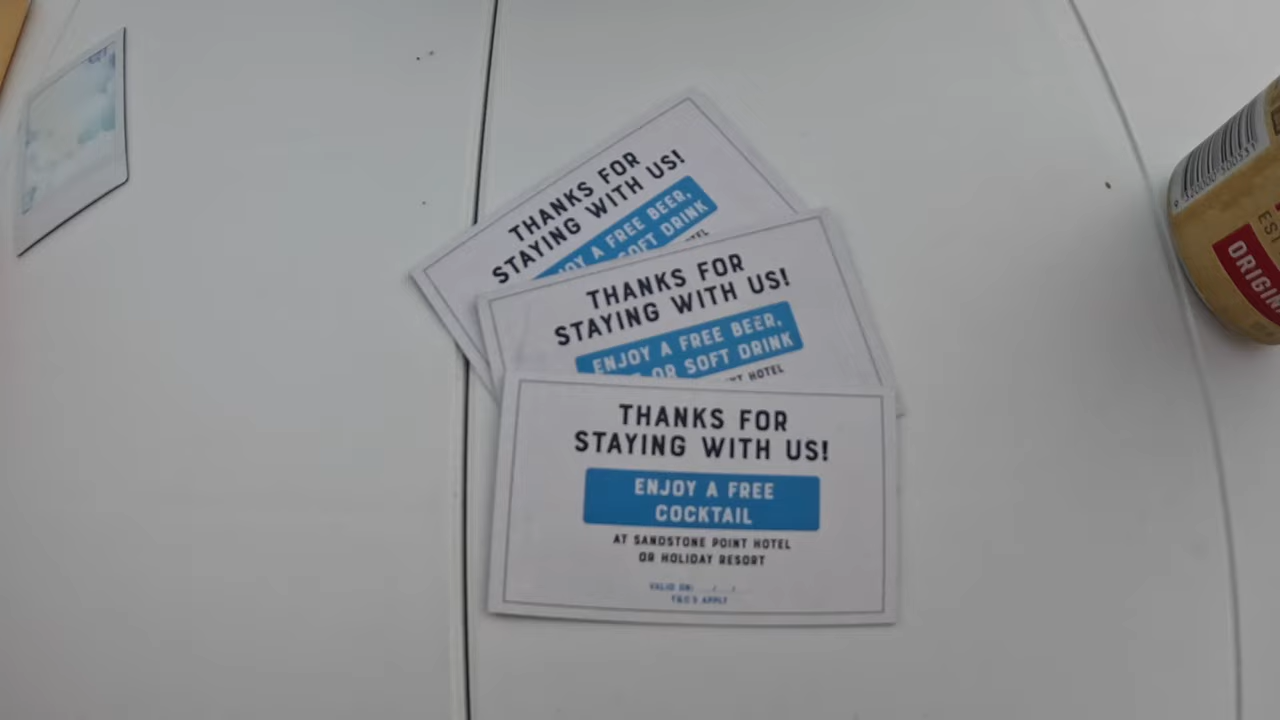 THANKS FOR
STAYING WITH US!
A FREE BEER,
SOFT DRINK
THANKS FOR
STAYING WITH US!
ENJOY A FREE BEER,
OR SOFT DRINK
HOTEL
THANKS FOR
STAYING WITH US!
ENJOY A FREE
COCKTAIL
AT SANDSTONE POINT HOTEL
OR HOLIDAY RESORT
VALID ON: / /
T&C'S APPLY